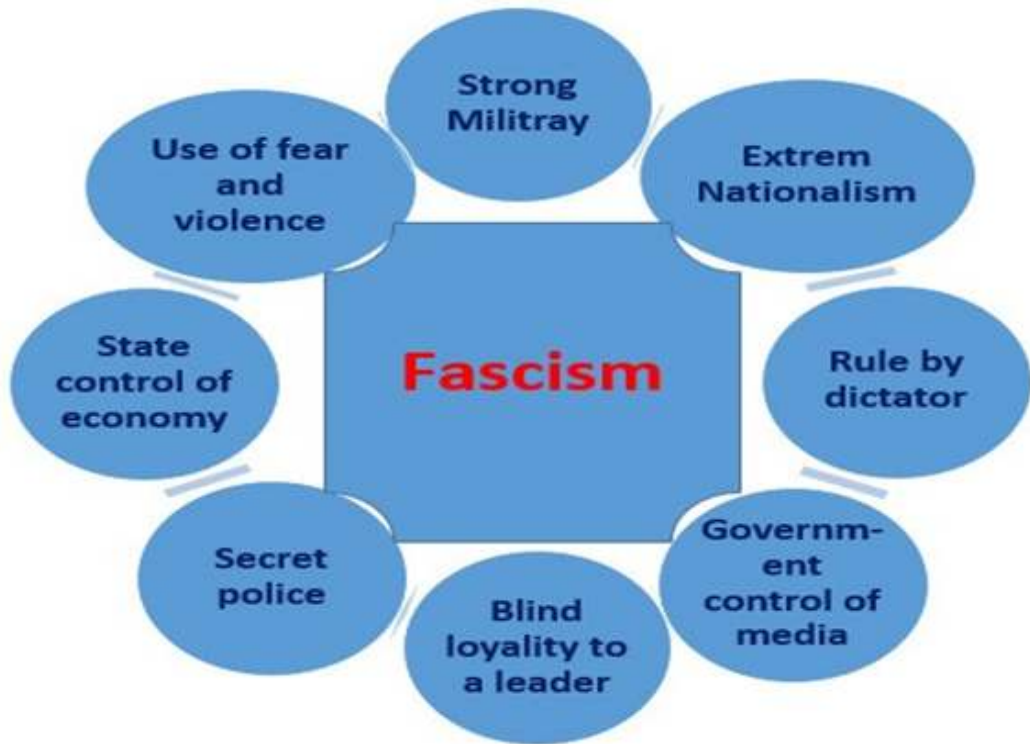 Strong
Militray
Extrem
Nationalism
Rule by
dictator
Governm-
ent
control of
media
Blind
loyality to
a leader
Secret
police
State
control of
economy
Use of fear
and
violence
Fascism